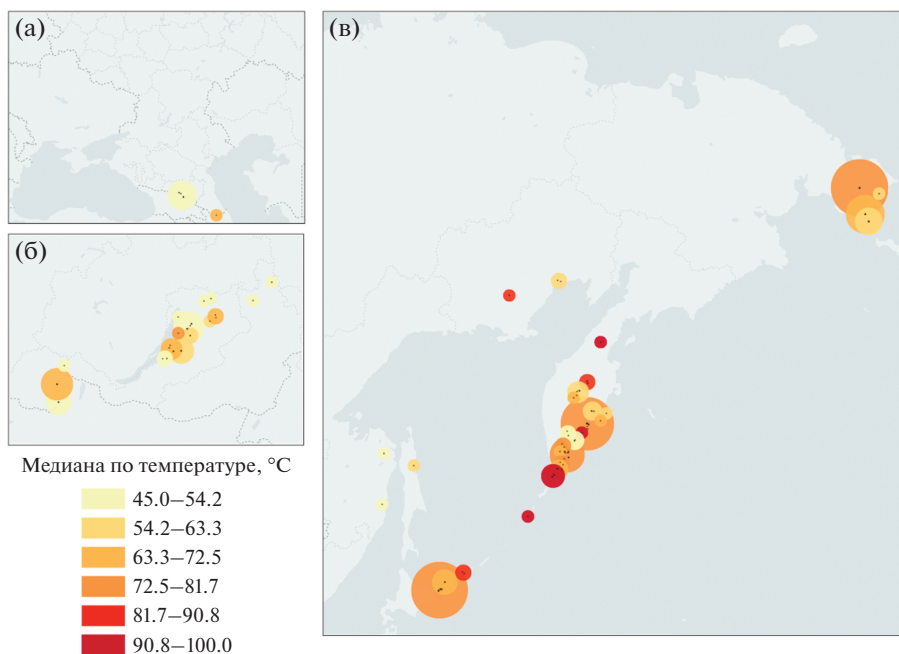 (а)
(б)
(в)
Медиана по температуре, °C
45.0–54.2
54.2–63.3
63.3–72.5
72.5–81.7
81.7–90.8
90.8–100.0